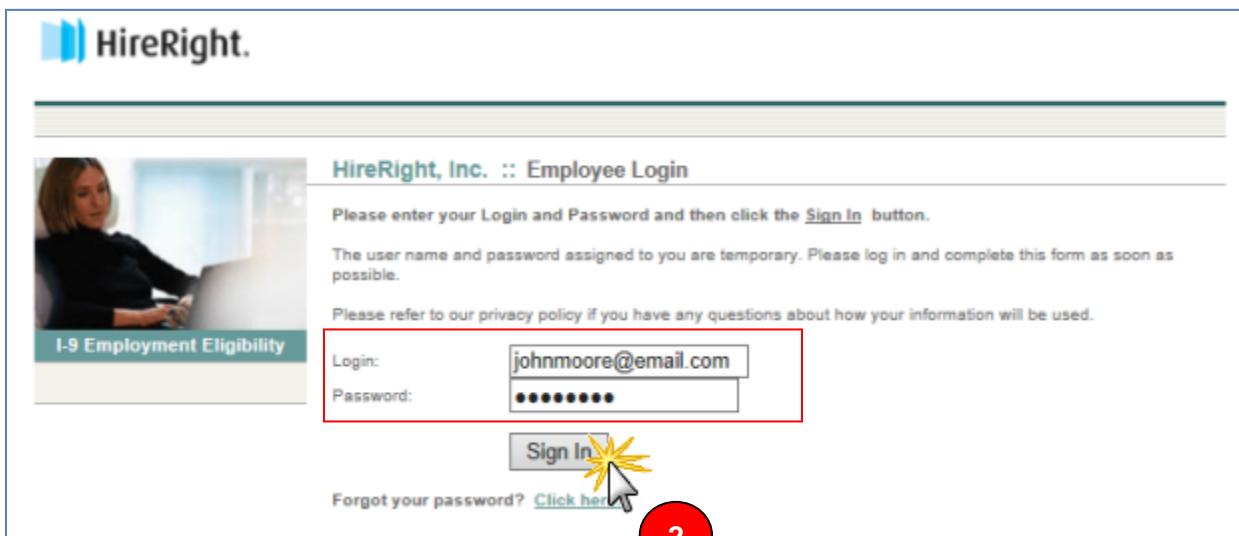 HireRight.
HireRight, Inc. :: Employee Login
Please enter your Login and Password and then click the Sign In button.
The user name and password assigned to you are temporary. Please log in and complete this form as soon as
possible.
Please refer to our privacy policy if you have any questions about how your information will be used.
I-9 Employment Eligibility
Login: johnmoore@email.com
Password: ●●●●●●●●
Sign In
Forgot your password? Click here